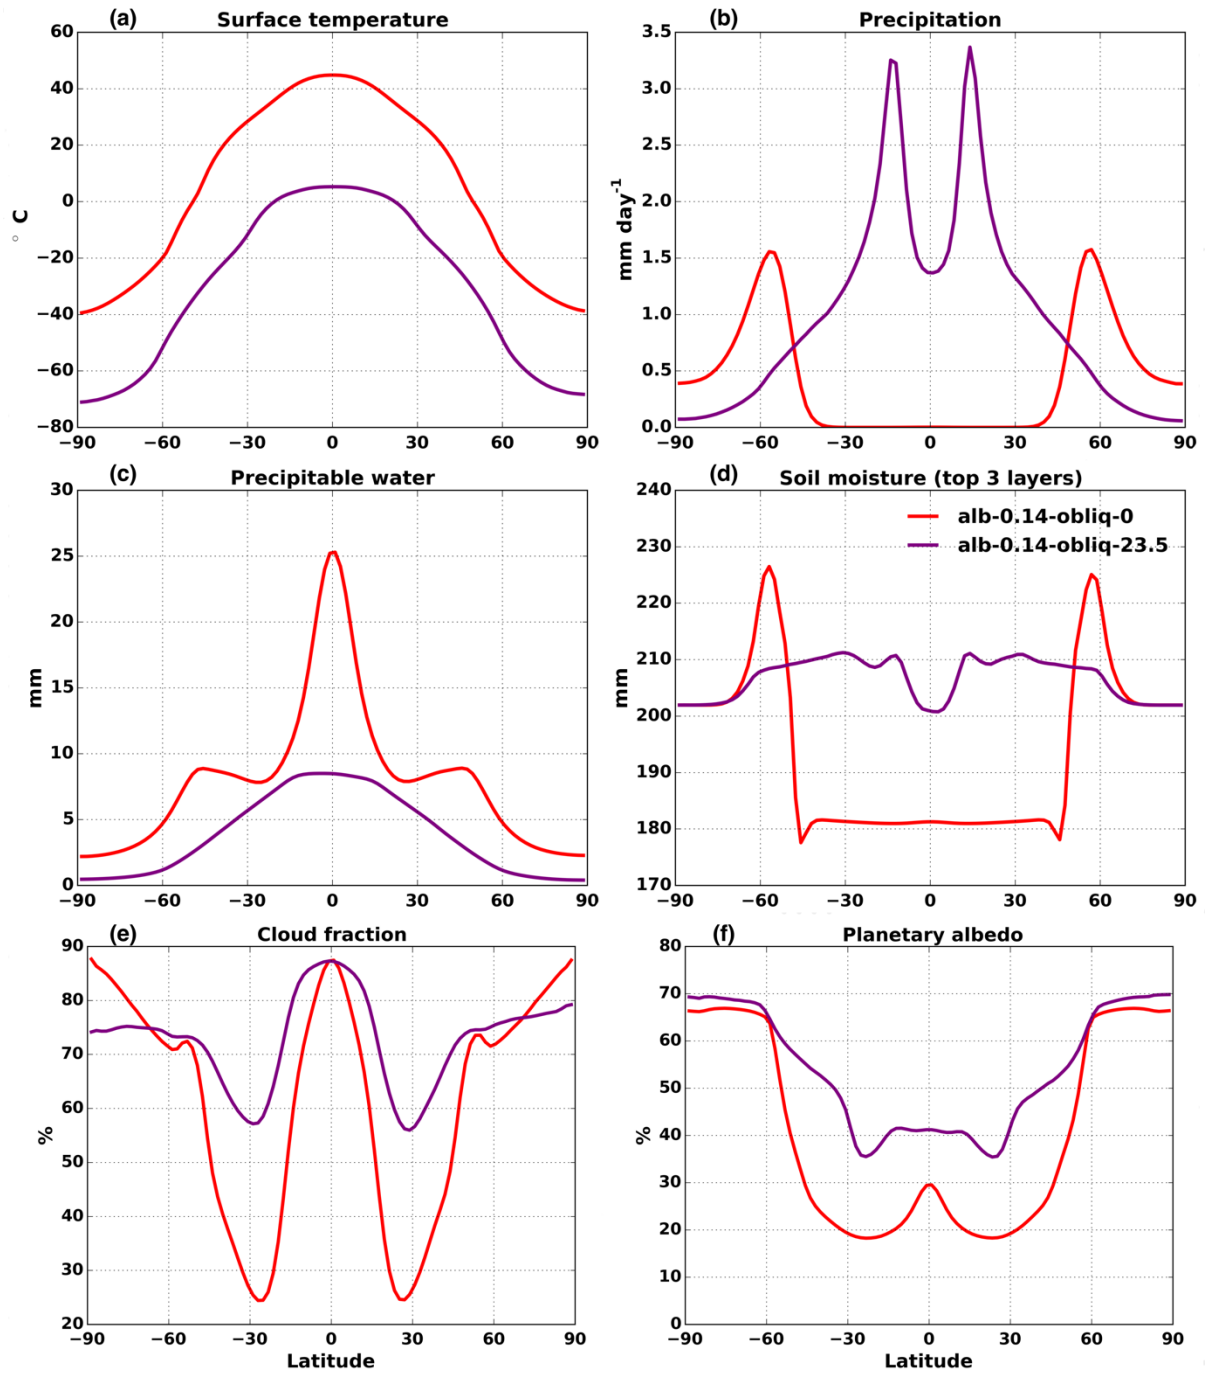 (a) Surface temperature
60
40
20
0
−20
−40
−60
−80
° C
−90 −60 −30 0 30 60 90
(b) Precipitation
3.5
3.0
2.5
2.0
1.5
1.0
0.5
0.0
mm day-1
−90 −60 −30 0 30 60 90
(c) Precipitable water
30
25
20
15
10
5
0
mm
−90 −60 −30 0 30 60 90
(d) Soil moisture (top 3 layers)
240
230
220
210
200
190
180
170
mm
alb-0.14-obliq-0
alb-0.14-obliq-23.5
−90 −60 −30 0 30 60 90
(e) Cloud fraction
90
80
70
60
50
40
30
20
%
−90 −60 −30 0 30 60 90
Latitude
(f) Planetary albedo
80
70
60
50
40
30
20
10
0
%
−90 −60 −30 0 30 60 90
Latitude